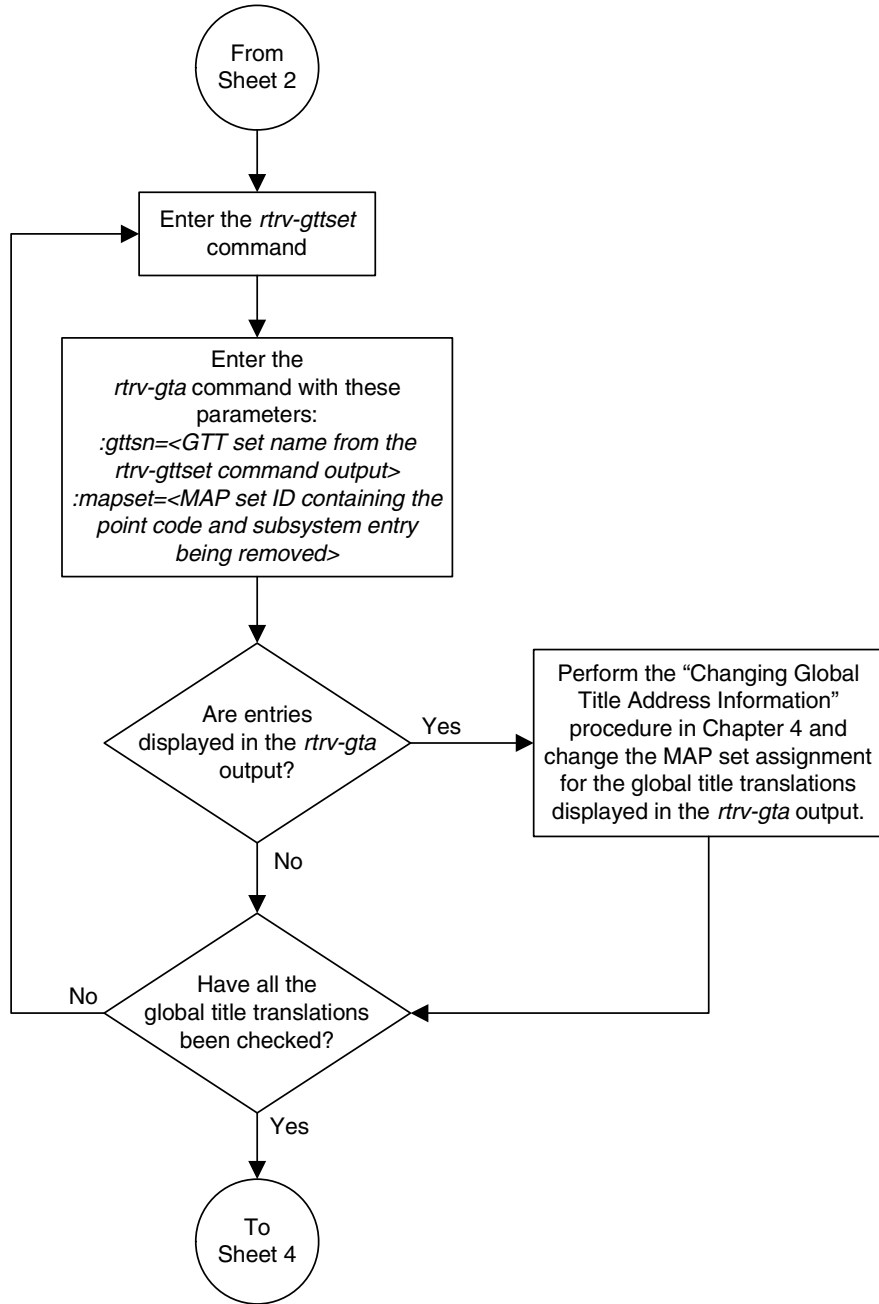 From
Sheet 2
Enter the rtrv-gttset
command
Enter the
rtrv-gta command with these
parameters:
:gttsn=<GTT set name from the
rtrv-gttset command output>
:mapset=<MAP set ID containing the
point code and subsystem entry
being removed>
Are entries
displayed in the rtrv-gta
output?
Yes
Perform the “Changing Global
Title Address Information”
procedure in Chapter 4 and
change the MAP set assignment
for the global title translations
displayed in the rtrv-gta output.
No
Have all the
global title translations
been checked?
No
Yes
To
Sheet 4